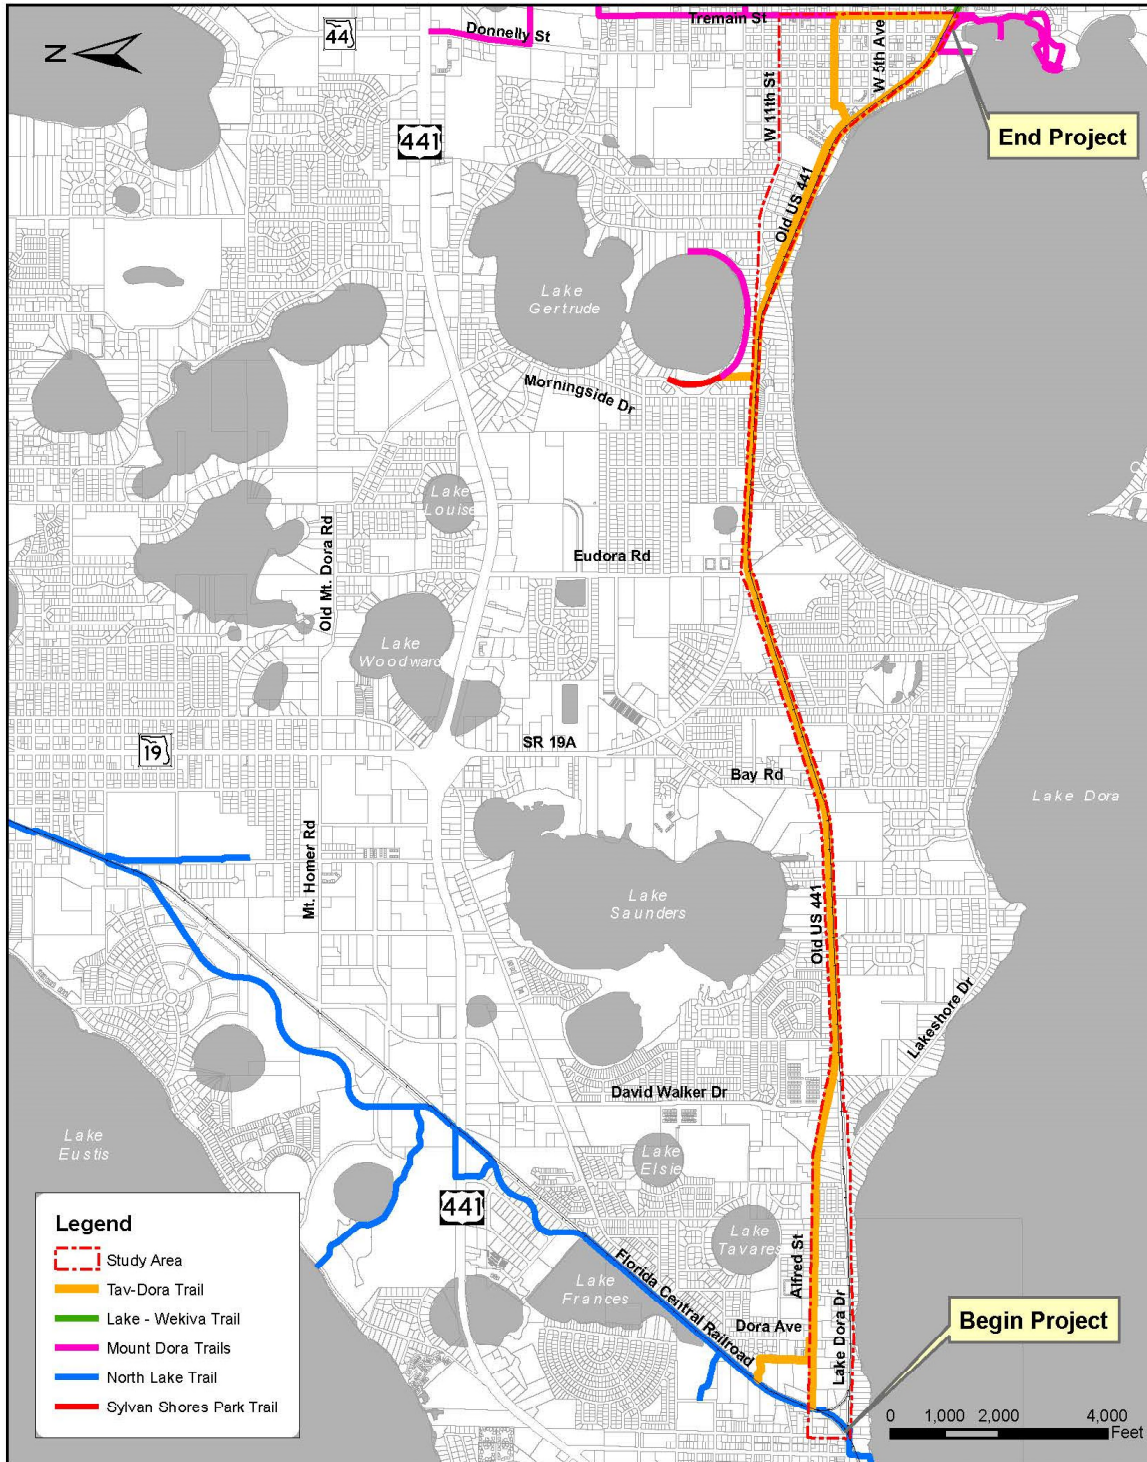 N
44
Donnelly St
Tremain St
W 5th Ave
W 11th St
441
End Project
Old US 441
Lake
Gertrude
Morningside Dr
Lake
Louise
Old Mt. Dora Rd
Eudora Rd
Lake
Woodward
19
SR 19A
Bay Rd
Lake Dora
Mt. Homer Rd
Lake
Saunders
Old US 441
Lakeshore Dr
David Walker Dr
Lake
Eustis
Lake
Elsie
441
Lake
Tavares
Alfred St
Florida Central Railroad
Lake
Frances
Dora Ave
Lake Dora Dr
Begin Project
Legend
Study Area
Tav-Dora Trail
Lake - Wekiva Trail
Mount Dora Trails
North Lake Trail
Sylvan Shores Park Trail
0 1,000 2,000 4,000
Feet